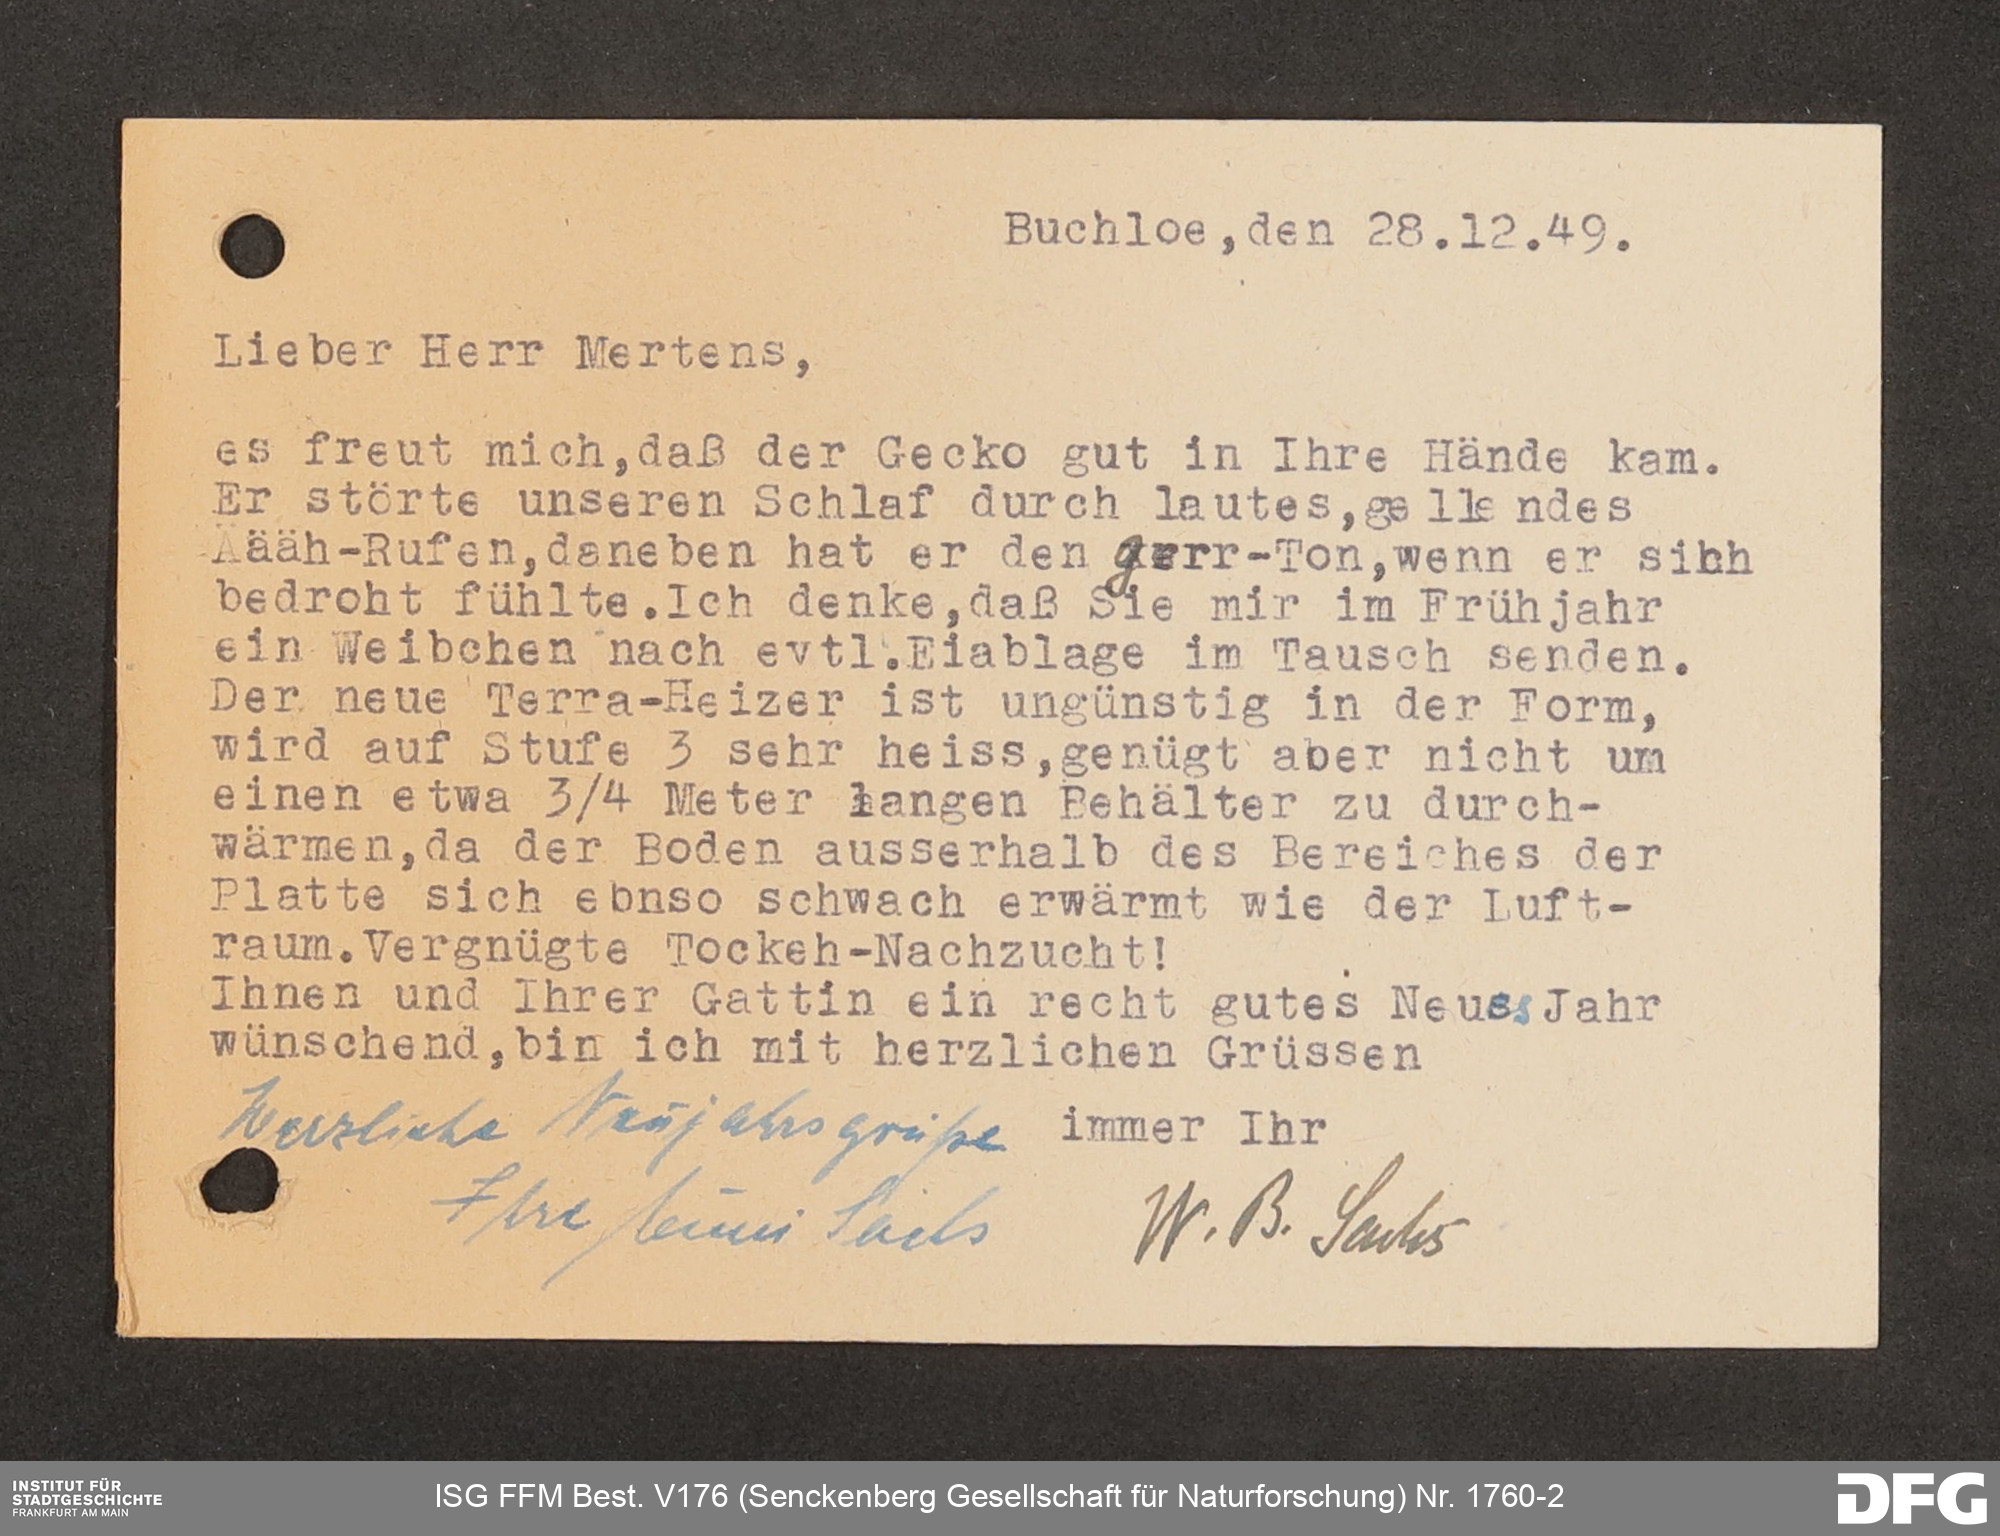 Buchloe,den 28.12.49.
Lieber Herr Mertens,
es freut mich,daß der Gecko gut in Ihre Hände kam.
Er störte unseren Schlaf durch lautes,gellendes
Äääh-Rufen,daneben hat er den grrr-Ton,wenn er sihh
bedroht fühlte.Ich denke,daß Sie mir im Frühjahr
ein Weibchen nach evtl.Eiablage im Tausch senden.
Der neue Terra-Heizer ist ungünstig in der Form,
wird auf Stufe 3 sehr heiss,genügt aber nicht um
einen etwa 3/4 Meter langen Behälter zu durch-
wärmen,da der Boden ausserhalb des Bereiches der
Platte sich ebnso schwach erwärmt wie der Luft-
raum.Vergnügte Tockeh-Nachzucht!
Ihnen und Ihrer Gattin ein recht gutes Neues Jahr
wünschend,bin ich mit herzlichen Grüssen
Herzliche Neujahrsgrüße immer Ihr
Ihre Sachs W. B. Sachs
INSTITUT FÜR
STADTGESCHICHTE
FRANKFURT AM MAIN
ISG FFM Best. V176 (Senckenberg Gesellschaft für Naturforschung) Nr. 1760-2
DFG